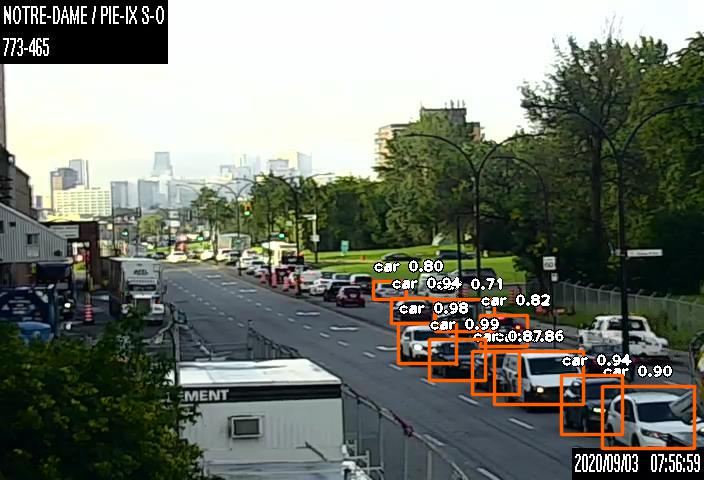 NOTRE-DAME / PIE-IX S-O
773-465
car 0.80
car 0.94
0.71
car 0.98
car 0.82
car 0.99
car 0.87
.86
car 0.94
car 0.90
EMENT
2020/09/03 07:56:59